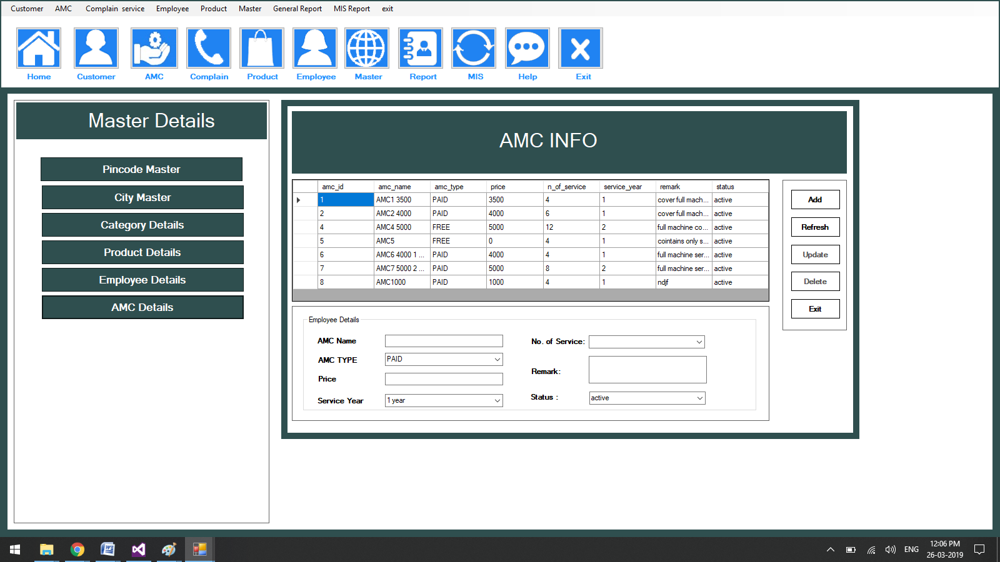 Customer AMC Complain service Employee Product Master General Report MIS Report exit
Home Customer AMC Complain Product Employee Master Report MIS Help Exit
Master Details
Pincode Master
City Master
Category Details
Product Details
Employee Details
AMC Details
AMC INFO
amc_id amc_name amc_type price n_of_service service_year remark status
1 AMC1 3500 PAID 3500 4 1 cover full mach... active
2 AMC2 4000 PAID 4000 6 1 cover full mach... active
4 AMC4 5000 FREE 5000 12 2 full machine co... active
5 AMC5 FREE 0 4 1 cointains only s... active
6 AMC6 4000 1 ... PAID 4000 4 1 full machine ser... active
7 AMC7 5000 2 ... PAID 5000 8 2 full machine ser... active
8 AMC1000 PAID 1000 4 1 ndjf active
Add
Refresh
Update
Delete
Exit
Employee Details
AMC Name
AMC TYPE PAID
Price
Service Year 1 year
No. of Service:
Remark:
Status : active
ENG
12:06 PM
26-03-2019